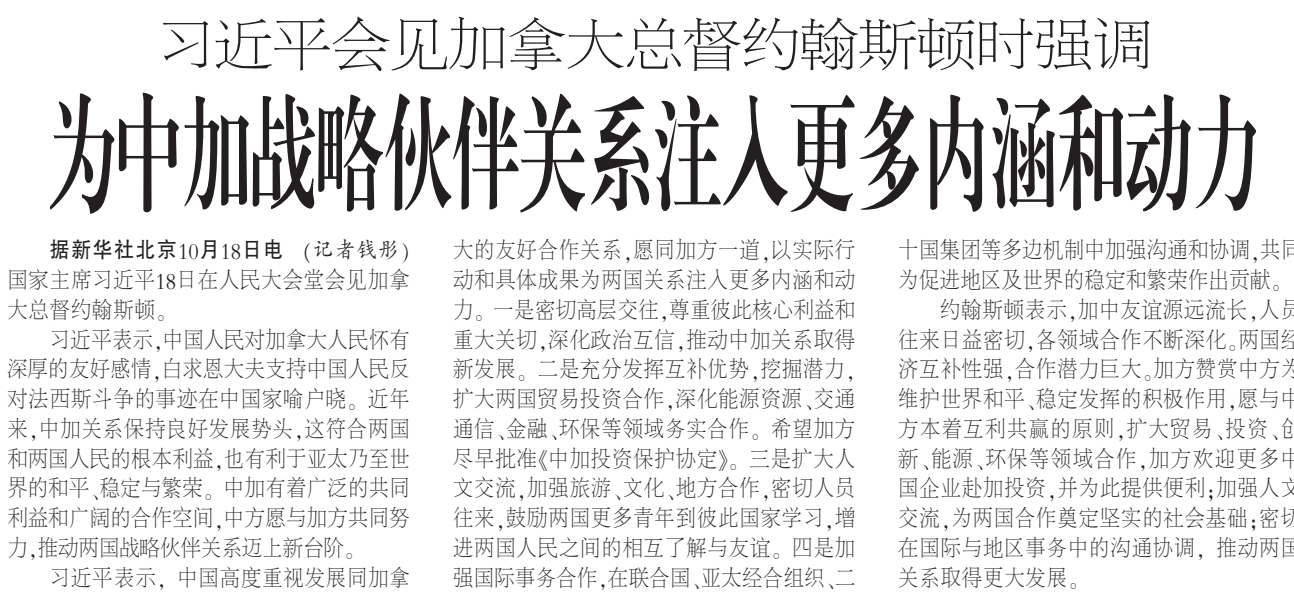 习近平会见加拿大总督约翰斯顿时强调
为中加战略伙伴关系注入更多内涵和动力
据新华社北京10月18日电 （记者钱彤）
国家主席习近平18日在人民大会堂会见加拿
大总督约翰斯顿。
习近平表示，中国人民对加拿大人民怀有
深厚的友好感情，白求恩大夫支持中国人民反
对法西斯斗争的事迹在中国家喻户晓。近年
来，中加关系保持良好发展势头，这符合两国
和两国人民的根本利益，也有利于亚太乃至世
界的和平、稳定与繁荣。中加有着广泛的共同
利益和广阔的合作空间，中方愿与加方共同努
力，推动两国战略伙伴关系迈上新台阶。
习近平表示，中国高度重视发展同加拿
大的友好合作关系，愿同加方一道，以实际行
动和具体成果为两国关系注入更多内涵和动
力。一是密切高层交往，尊重彼此核心利益和
重大关切，深化政治互信，推动中加关系取得
新发展。二是充分发挥互补优势，挖掘潜力，
扩大两国贸易投资合作，深化能源资源、交通
通信、金融、环保等领域务实合作。希望加方
尽早批准《中加投资保护协定》。三是扩大人
文交流，加强旅游、文化、地方合作，密切人员
往来，鼓励两国更多青年到彼此国家学习，增
进两国人民之间的相互了解与友谊。四是加
强国际事务合作，在联合国、亚太经合组织、二
十国集团等多边机制中加强沟通和协调，共同
为促进地区及世界的稳定和繁荣作出贡献。
约翰斯顿表示，加中友谊源远流长，人员
往来日益密切，各领域合作不断深化。两国经
济互补性强，合作潜力巨大。加方赞赏中方为
维护世界和平、稳定发挥的积极作用，愿与中
方本着互利共赢的原则，扩大贸易、投资、创
新、能源、环保等领域合作，加方欢迎更多中
国企业赴加投资，并为此提供便利；加强人文
交流，为两国合作奠定坚实的社会基础；密切
在国际与地区事务中的沟通协调，推动两国
关系取得更大发展。